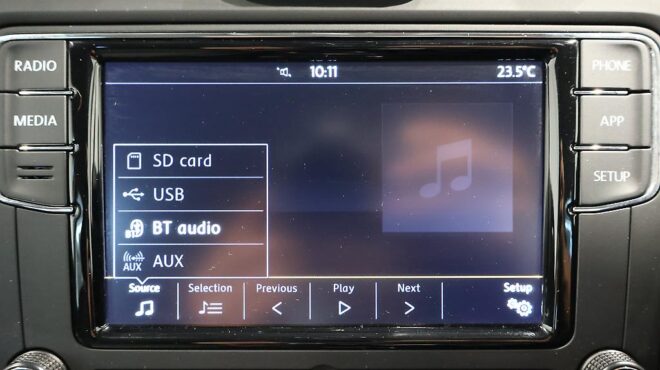 RADIO
MEDIA
PHONE
APP
SETUP
10:11
23.5°C
SD card
USB
BT audio
BT
AUX
AUX
Source
Selection
Previous
Play
Next
Setup